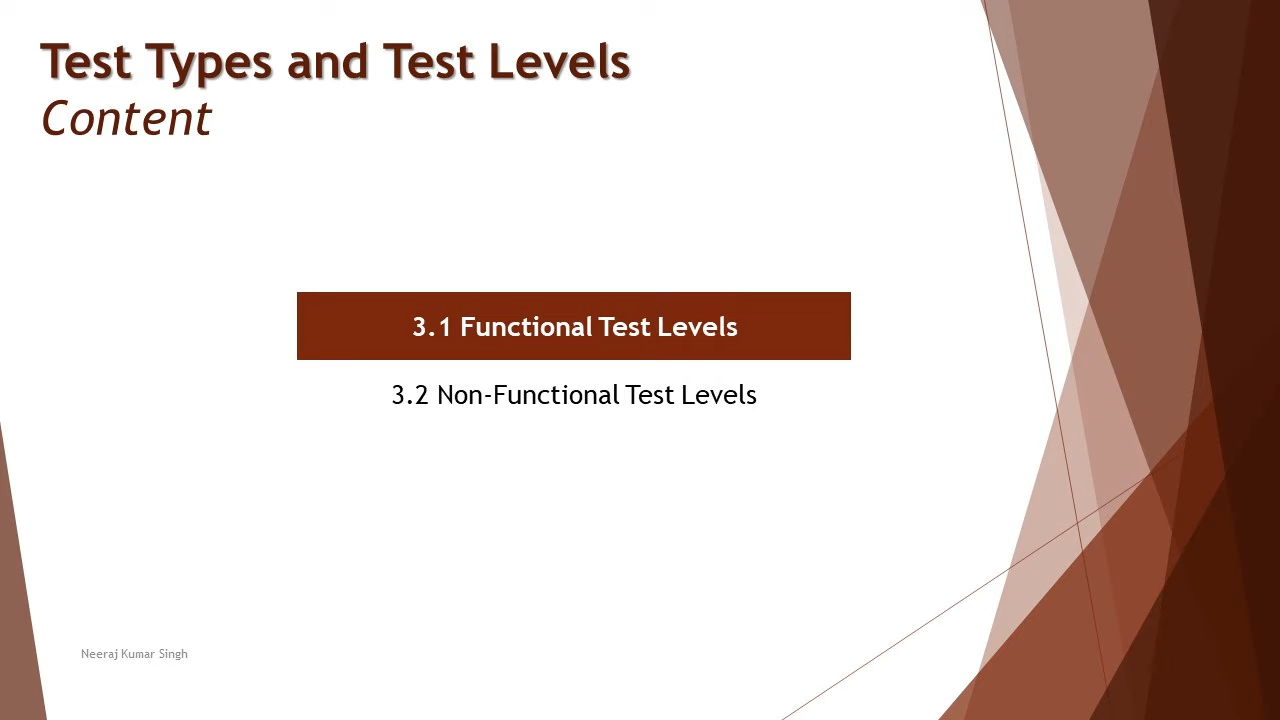 Test Types and Test Levels
Content
3.1 Functional Test Levels
3.2 Non-Functional Test Levels
Neeraj Kumar Singh